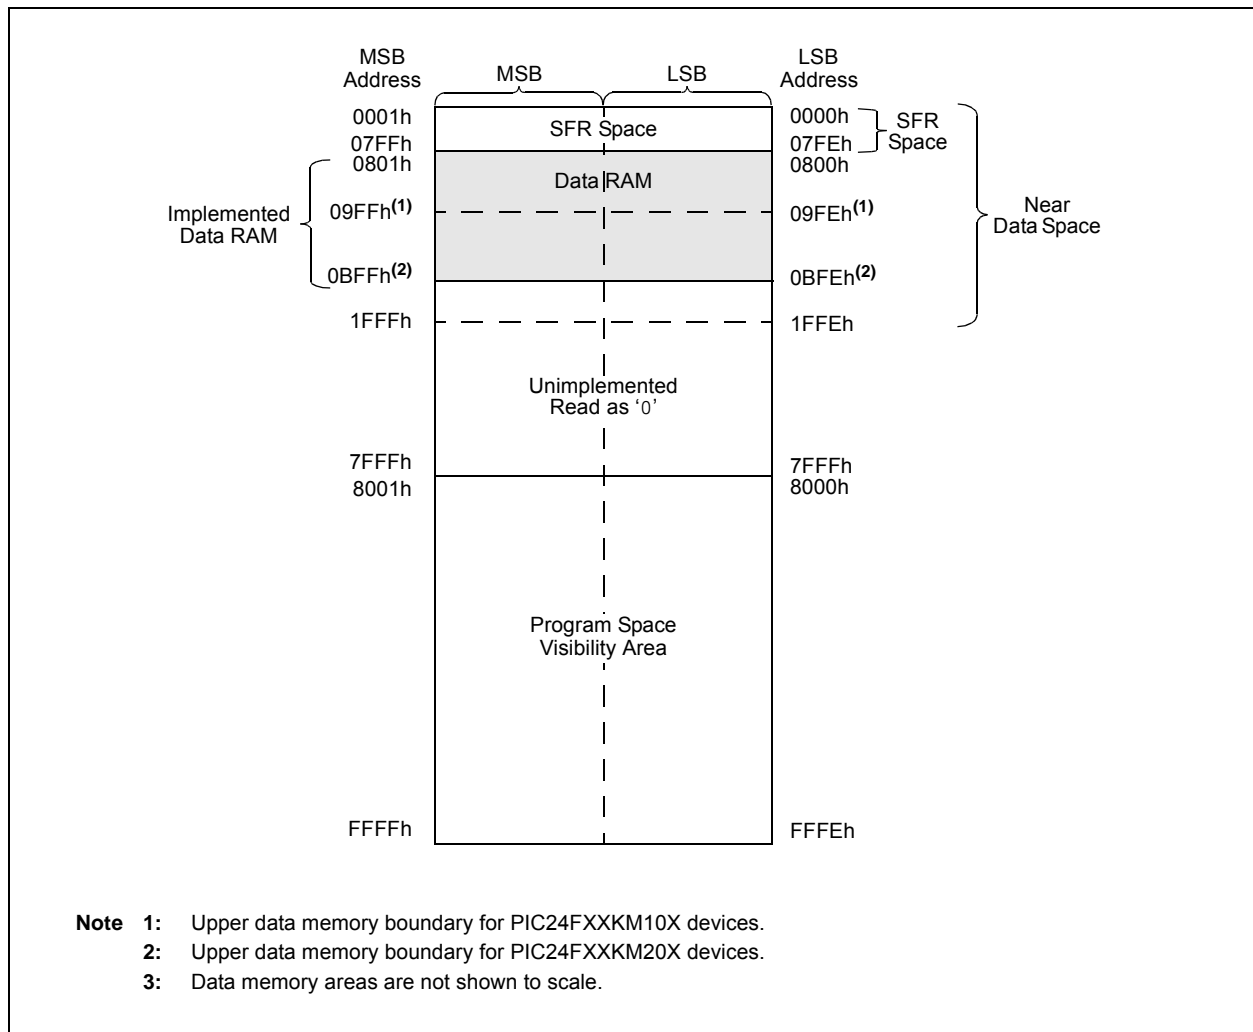 MSB
Address
MSB
LSB
LSB
Address
0001h
SFR Space
0000h
SFR
Space
07FFh
07FEh
0801h
Data RAM
0800h
Implemented
Data RAM
09FFh(1)
09FEh(1)
Near
Data Space
0BFFh(2)
0BFEh(2)
1FFFh
1FFEh
Unimplemented
Read as ‘0’
7FFFh
7FFFh
8001h
8000h
Program Space
Visibility Area
FFFFh
FFFEh
Note 1: Upper data memory boundary for PIC24FXXKM10X devices.
2: Upper data memory boundary for PIC24FXXKM20X devices.
3: Data memory areas are not shown to scale.